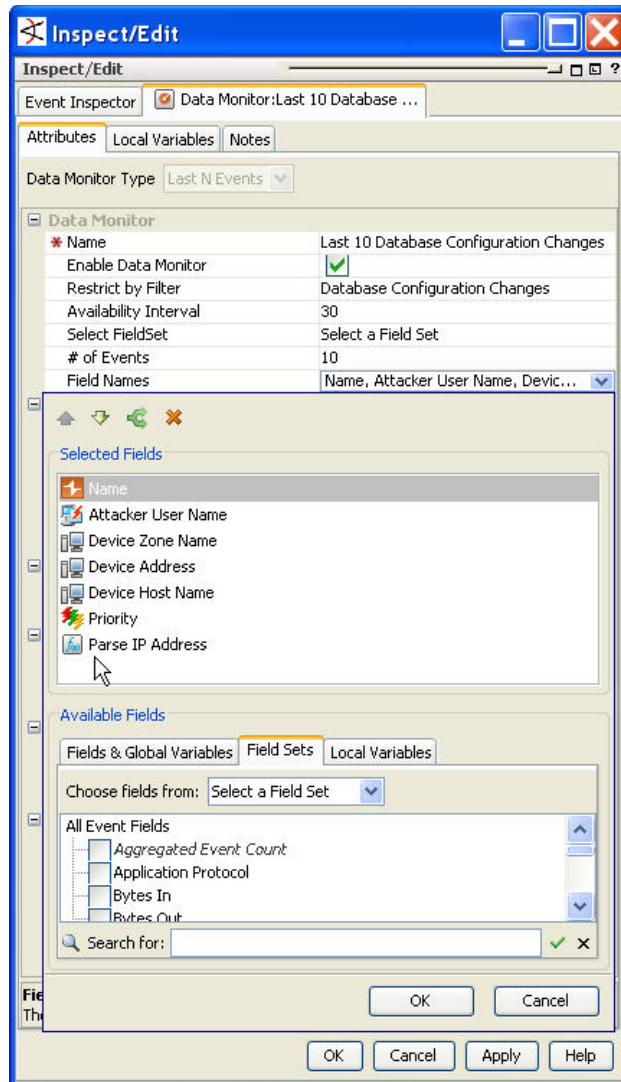 Inspect/Edit
Inspect/Edit ?
Event Inspector Data Monitor:Last 10 Database ...
Attributes Local Variables Notes
Data Monitor Type Last N Events
Data Monitor
* Name Last 10 Database Configuration Changes
Enable Data Monitor
Restrict by Filter Database Configuration Changes
Availability Interval 30
Select FieldSet Select a Field Set
# of Events 10
Field Names Name, Attacker User Name, Devic...
Selected Fields
Name
Attacker User Name
Device Zone Name
Device Address
Device Host Name
Priority
Parse IP Address
Available Fields
Fields & Global Variables Field Sets Local Variables
Choose fields from: Select a Field Set
All Event Fields
Aggregated Event Count
Application Protocol
Bytes In
Bytes Out
Search for:
OK Cancel
Fie
The
OK Cancel Apply Help